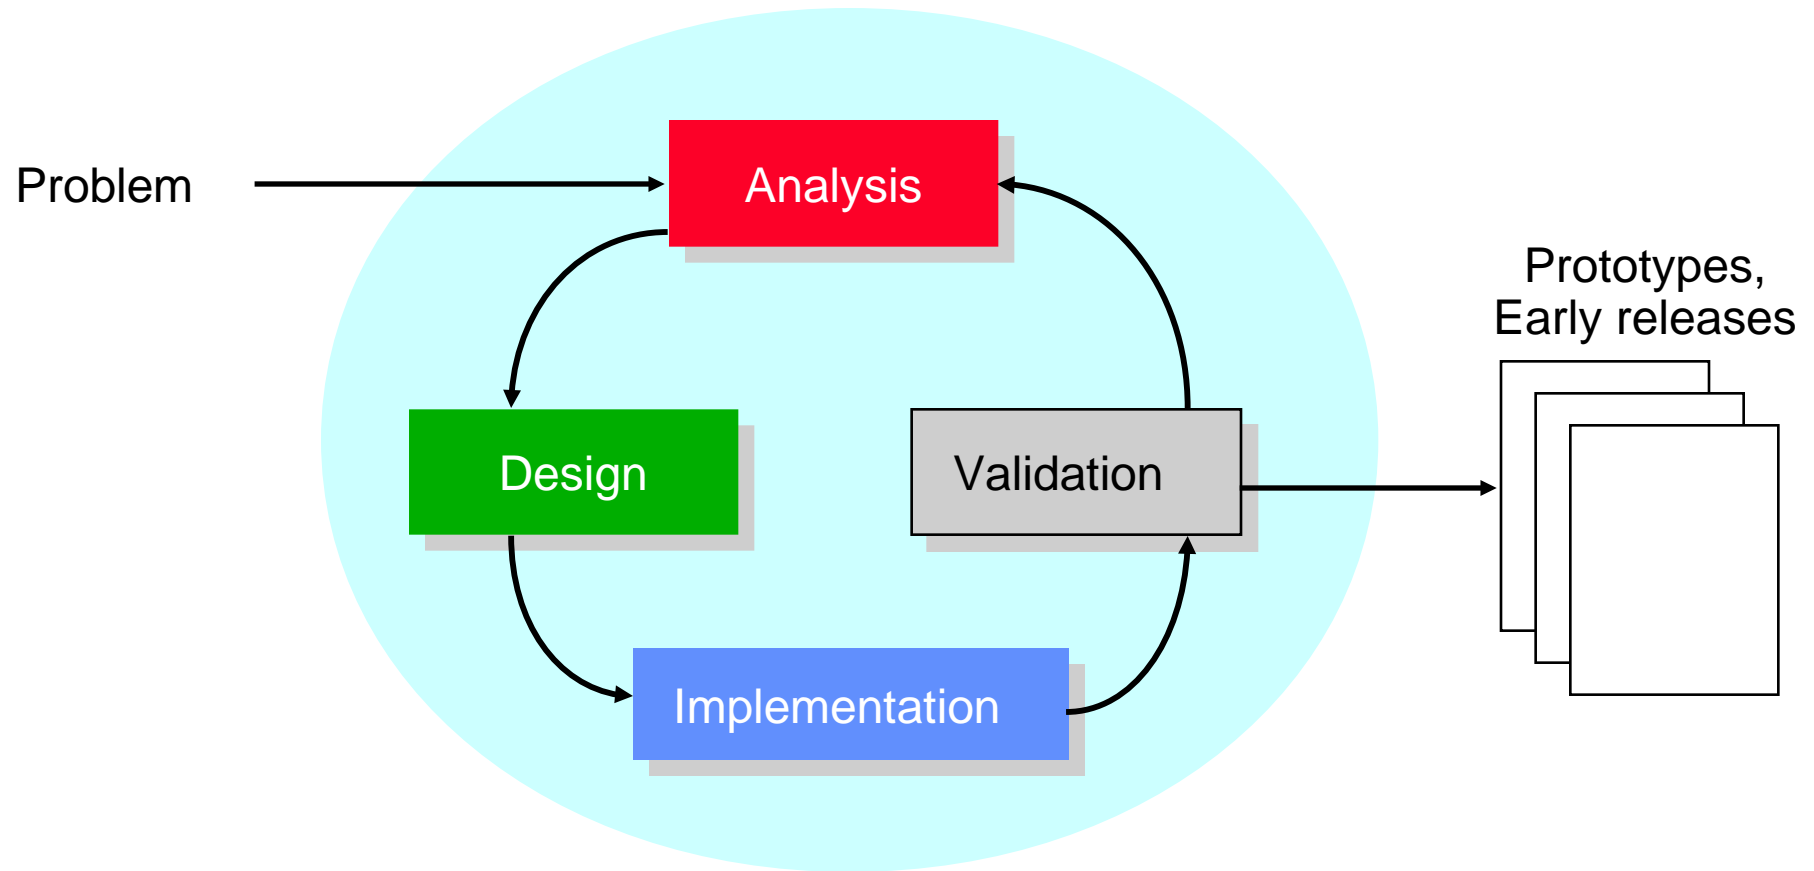 Problem
Analysis
Prototypes,
Early releases
Design
Validation
Implementation